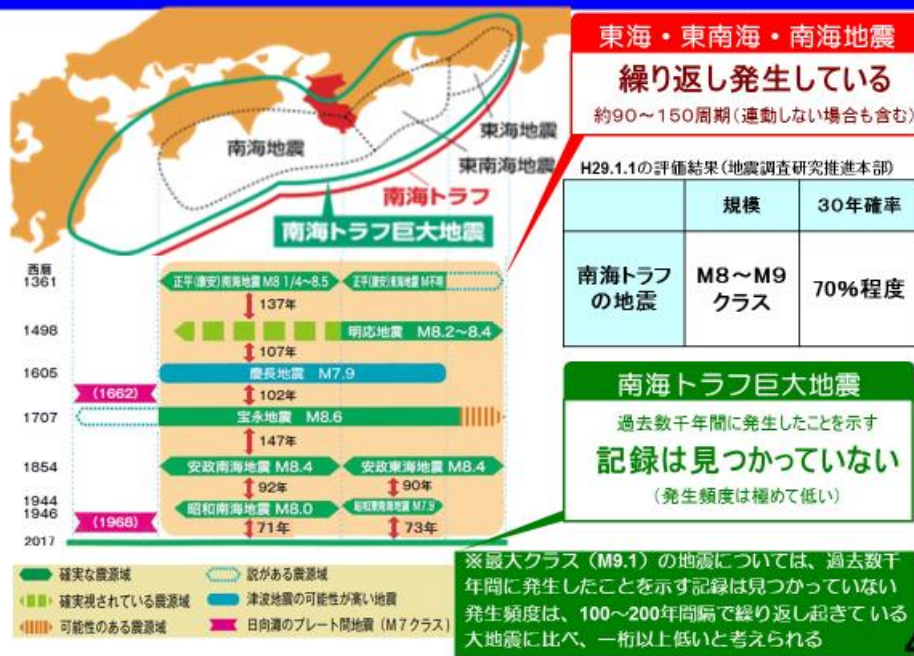 南海地震
東海地震
東南海地震
南海トラフ
南海トラフ巨大地震
東海・東南海・南海地震
繰り返し発生している
約90～150周期(連動しない場合も含む)
H29.1.1の評価結果(地震調査研究推進本部)
規模 30年確率
南海トラフの地震 M8～M9クラス 70%程度
西暦
1361 正平(康安)南海地震 M8 1/4～8.5 正平(康安)東海地震 M不明
137年
1498 明応地震 M8.2～8.4
107年
1605 慶長地震 M7.9
(1662) 102年
1707 宝永地震 M8.6
147年
1854 安政南海地震 M8.4 安政東海地震 M8.4
92年 90年
1944
1946 昭和南海地震 M8.0 昭和東南海地震 M7.9
(1968) 71年 73年
2017
確実な震源域 説がある震源域
確実視されている震源域 津波地震の可能性が高い地震
可能性のある震源域 日向灘のプレート間地震(M7クラス)
南海トラフ巨大地震
過去数千年間に発生したことを示す
記録は見つかっていない
(発生頻度は極めて低い)
※最大クラス(M9.1)の地震については、過去数千
年間に発生したことを示す記録は見つかっていない
発生頻度は、100～200年間隔で繰り返し起きている
大地震に比べ、一桁以上低いと考えられる